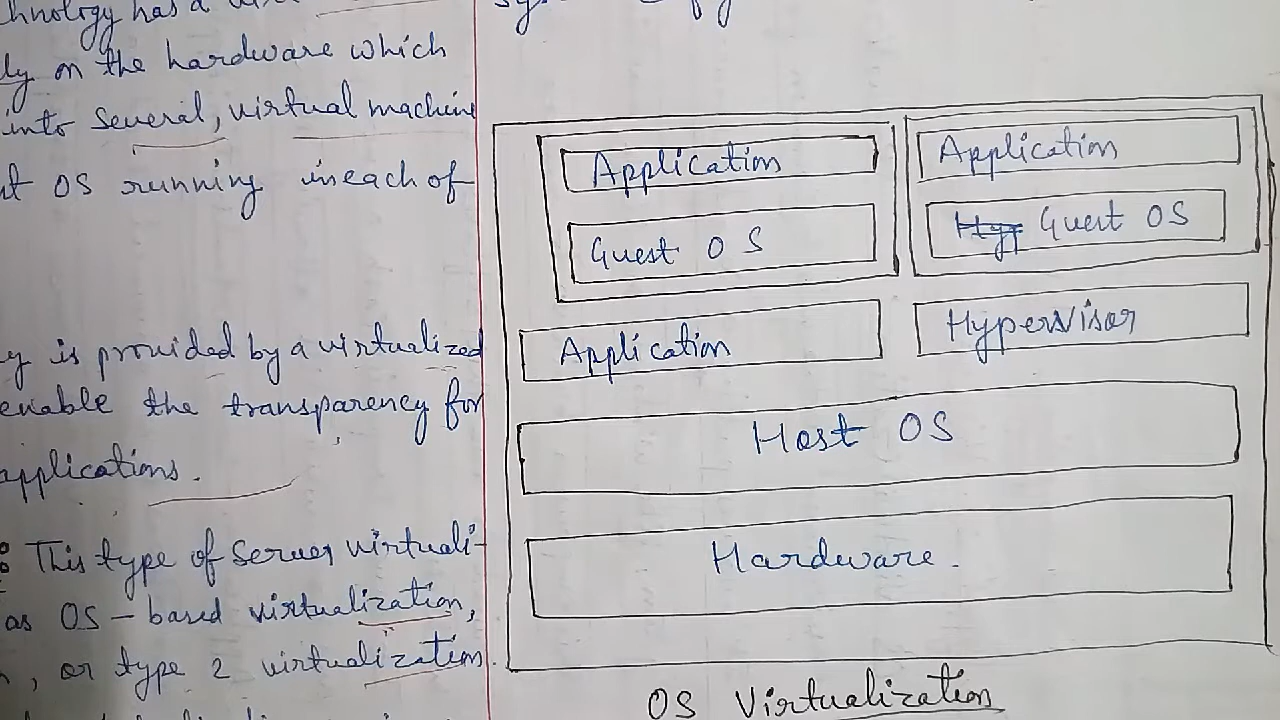 hnology has a
ly on the hardware which
into several, virtual machine
nt OS running in each of
y is provided by a virtualized
enable the transparency for
applications.
: This type of server virtuali-
as OS-based virtualization,
, or type 2 virtualization
Application
Application
Guest OS
Guest OS
Application
Hypervisor
Host OS
Hardware.
OS Virtualization